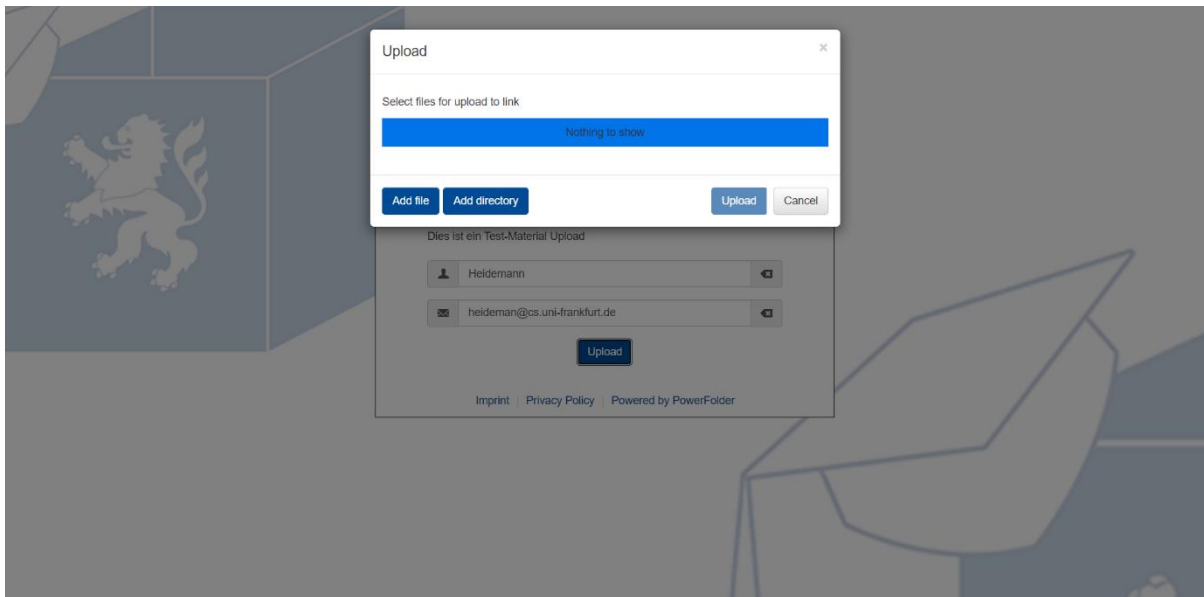 Upload ×
Select files for upload to link
Nothing to show
Add file Add directory Upload Cancel
Dies ist ein Test-Material Upload
Heidemann
heideman@cs.uni-frankfurt.de
Upload
Imprint | Privacy Policy | Powered by PowerFolder